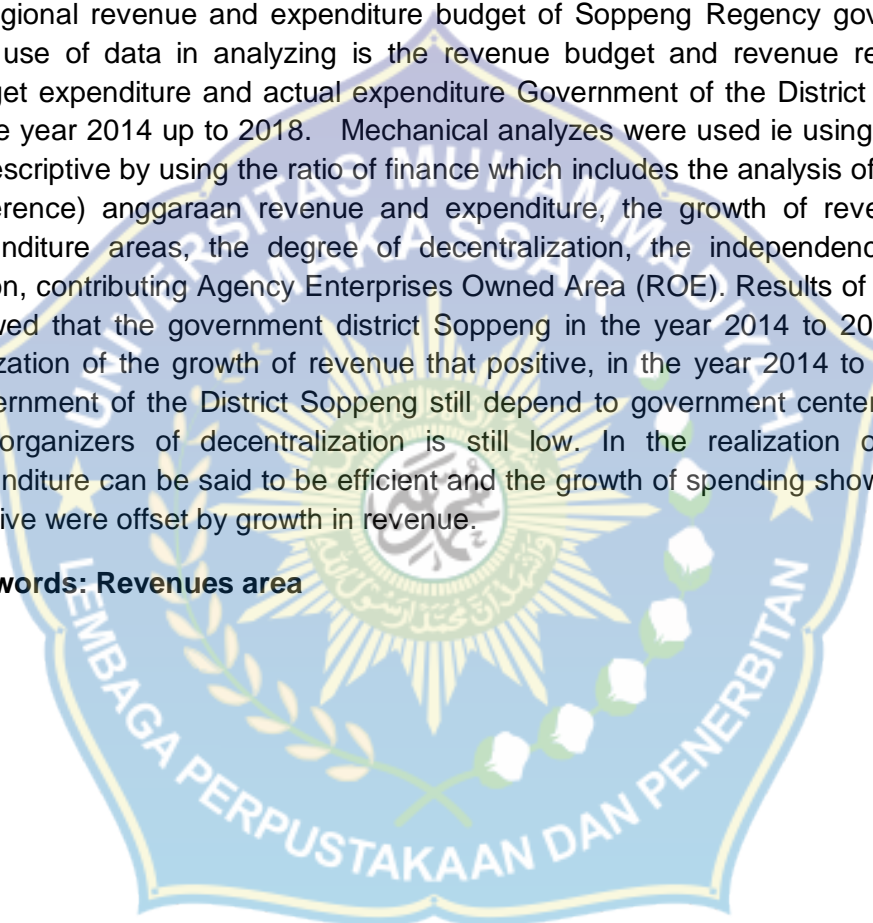 gional revenue and expenditure budget of Soppeng Regency gov
use of data in analyzing is the revenue budget and revenue re
get expenditure and actual expenditure Government of the District
e year 2014 up to 2018. Mechanical analyzes were used ie using
escriptive by using the ratio of finance which includes the analysis of
erence) anggaraan revenue and expenditure, the growth of reve
nditure areas, the degree of decentralization, the independenc
on, contributing Agency Enterprises Owned Area (ROE). Results of
wed that the government district Soppeng in the year 2014 to 20
zation of the growth of revenue that positive, in the year 2014 to
ernment of the District Soppeng still depend to government center
organizers of decentralization is still low. In the realization o
nditure can be said to be efficient and the growth of spending show
ive were offset by growth in revenue.
words: Revenues area
UNIVERSITAS MUHAMMADIYAH
MAKASSAR
LEMBAGA PERPUSTAKAAN DAN PENERBITAN